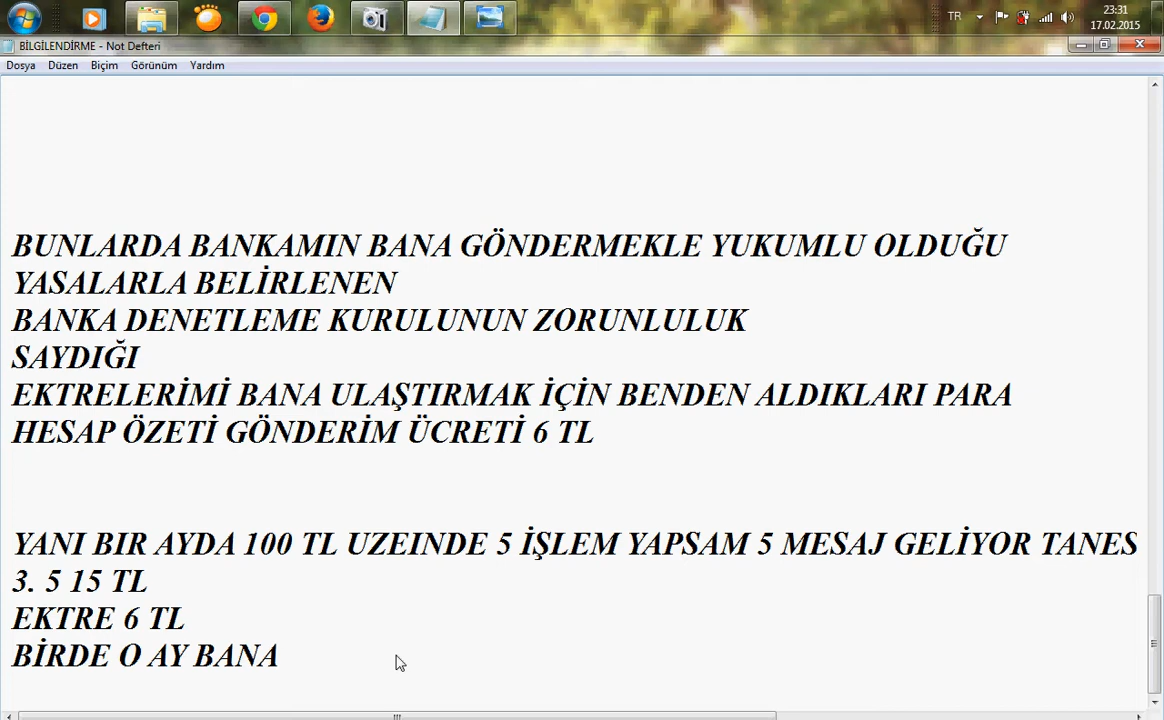 TR
23:31
17.02.2015
BİLGİLENDİRME - Not Defteri
Dosya Düzen Biçim Görünüm Yardım
BUNLARDA BANKAMIN BANA GÖNDERMEKLE YUKUMLU OLDUĞU
YASALARLA BELİRLENEN
BANKA DENETLEME KURULUNUN ZORUNLULUK
SAYDIĞI
EKTRELERİMİ BANA ULAŞTIRMAK İÇİN BENDEN ALDIKLARI PARA
HESAP ÖZETİ GÖNDERİM ÜCRETİ 6 TL
YANI BIR AYDA 100 TL UZEINDE 5 İŞLEM YAPSAM 5 MESAJ GELİYOR TANES
3. 5 15 TL
EKTRE 6 TL
BİRDE O AY BANA